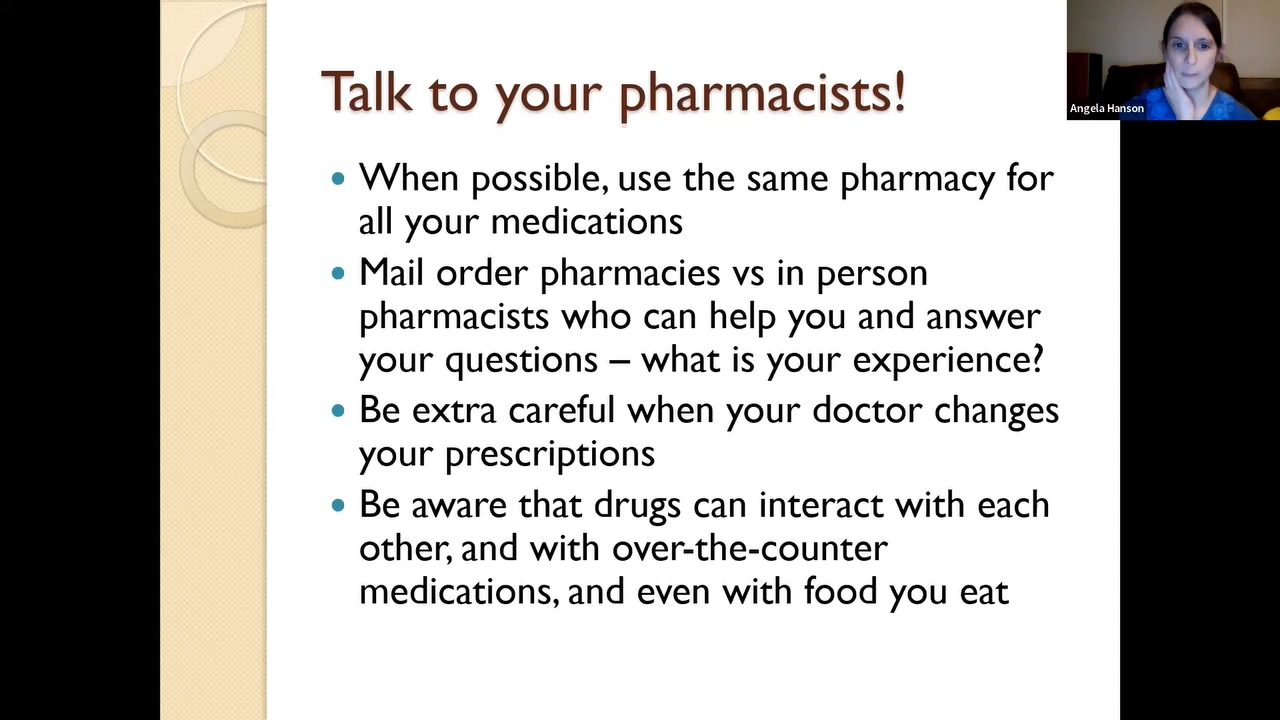 Talk to your pharmacists!
Angela Hanson
• When possible, use the same pharmacy for
all your medications
• Mail order pharmacies vs in person
pharmacists who can help you and answer
your questions – what is your experience?
• Be extra careful when your doctor changes
your prescriptions
• Be aware that drugs can interact with each
other, and with over-the-counter
medications, and even with food you eat